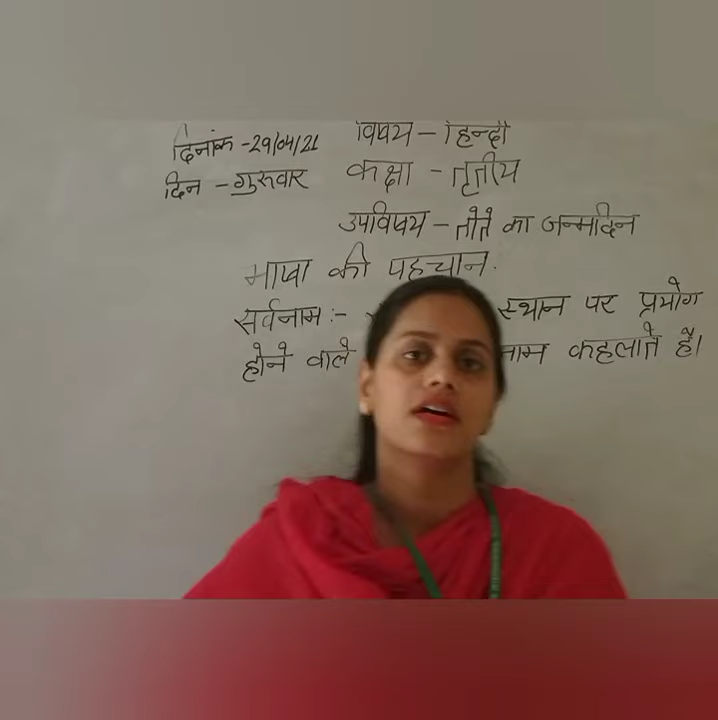 दिनांक -29/04/21 विषय - हिन्दी
दिन - गुरुवार कक्षा - तृतीय
उपविषय - तोते का जन्मदिन
भाषा की पहचान.
सर्वनाम :- स्थान पर प्रयोग
होने वाले नाम कहलाते हैं।